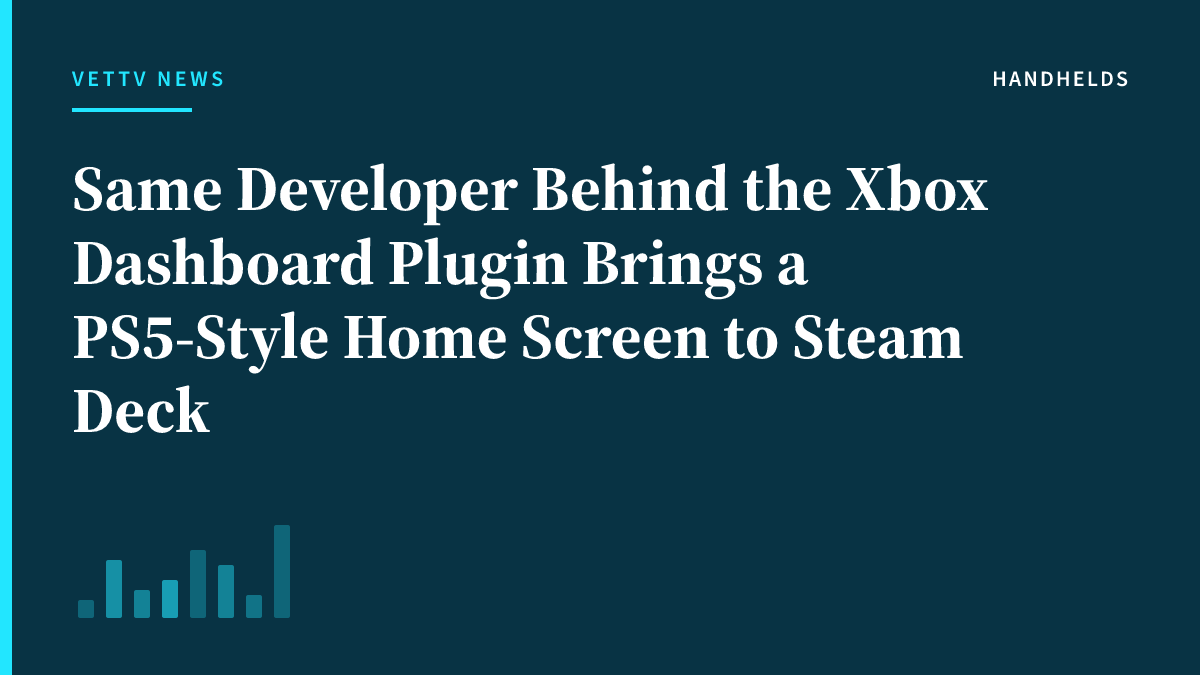 VETTV NEWS
HANDHELDS
Same Developer Behind the Xbox
Dashboard Plugin Brings a
PS5-Style Home Screen to Steam
Deck